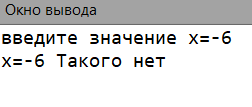 Окно вывода
введите значение x=-6
x=-6 Такого нет